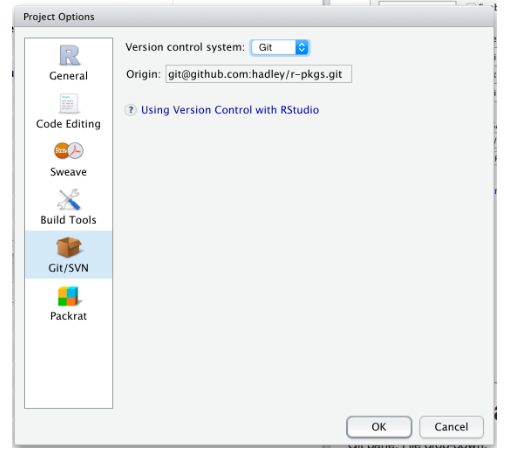 Project Options
General
Code Editing
Sweave
Build Tools
Git/SVN
Packrat
Version control system: Git
Origin: git@github.com:hadley/r-pkgs.git
? Using Version Control with RStudio
OK
Cancel